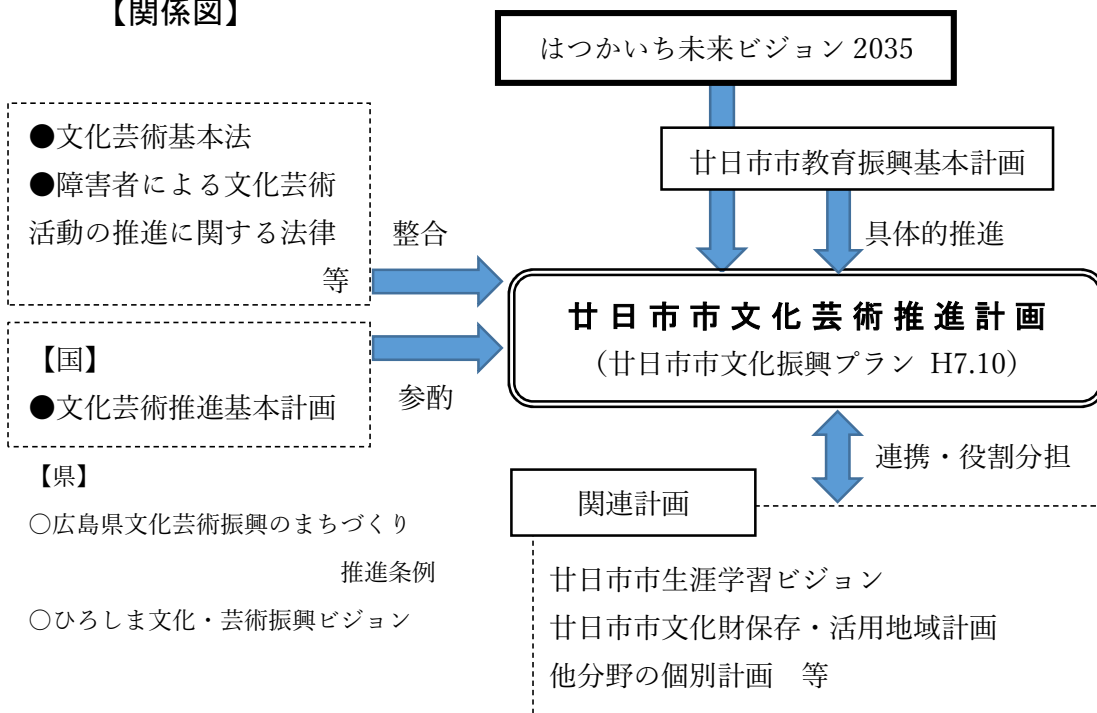 【関係図】
はつかいち未来ビジョン 2035
廿日市市教育振興基本計画
●文化芸術基本法
●障害者による文化芸術
活動の推進に関する法律
等
整合
具体的推進
廿日市市文化芸術推進計画
（廿日市市文化振興プラン H7.10）
【国】
●文化芸術推進基本計画
参酌
【県】
○広島県文化芸術振興のまちづくり
推進条例
○ひろしま文化・芸術振興ビジョン
連携・役割分担
関連計画
廿日市市生涯学習ビジョン
廿日市市文化財保存・活用地域計画
他分野の個別計画　等